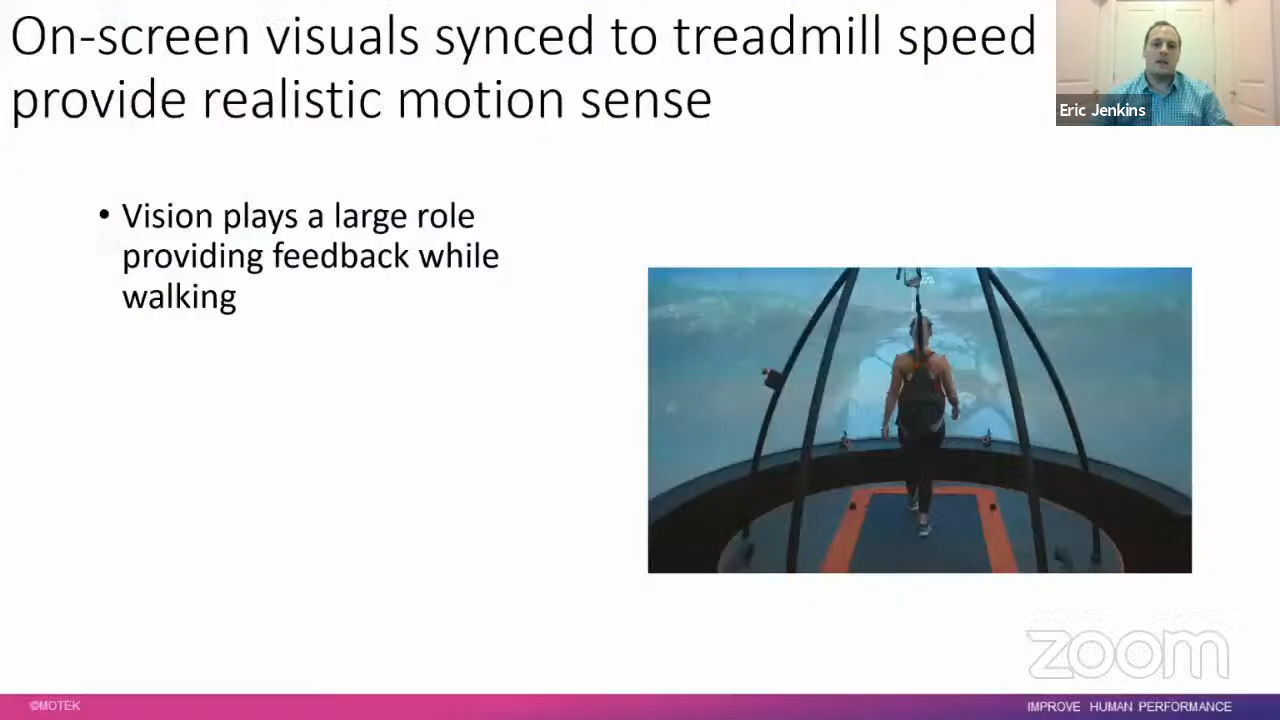 On-screen visuals synced to treadmill speed
provide realistic motion sense
Eric Jenkins
• Vision plays a large role
providing feedback while
walking
zoom
©MOTEK
IMPROVE HUMAN PERFORMANCE